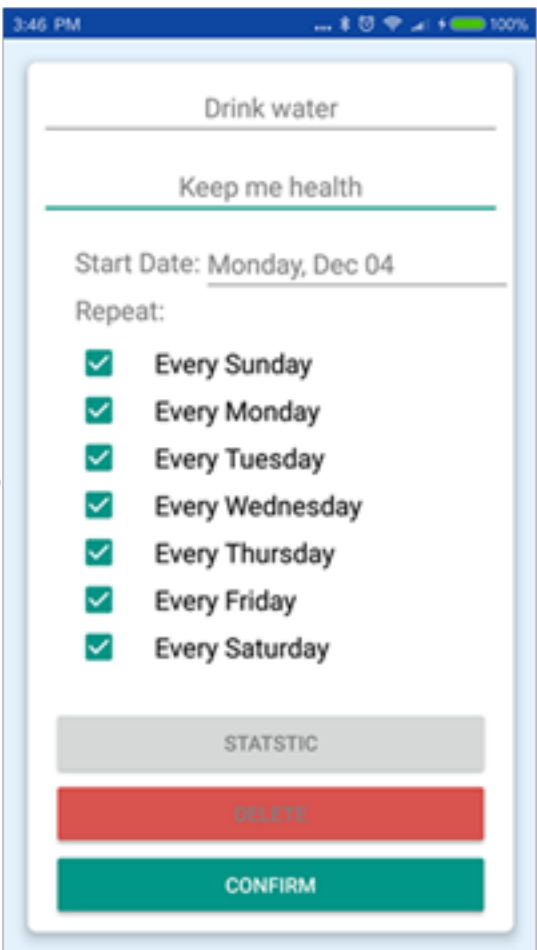 3:46 PM ... 100%
Drink water
Keep me health
Start Date: Monday, Dec 04
Repeat:
Every Sunday
Every Monday
Every Tuesday
Every Wednesday
Every Thursday
Every Friday
Every Saturday
STATSTIC
DELETE
CONFIRM